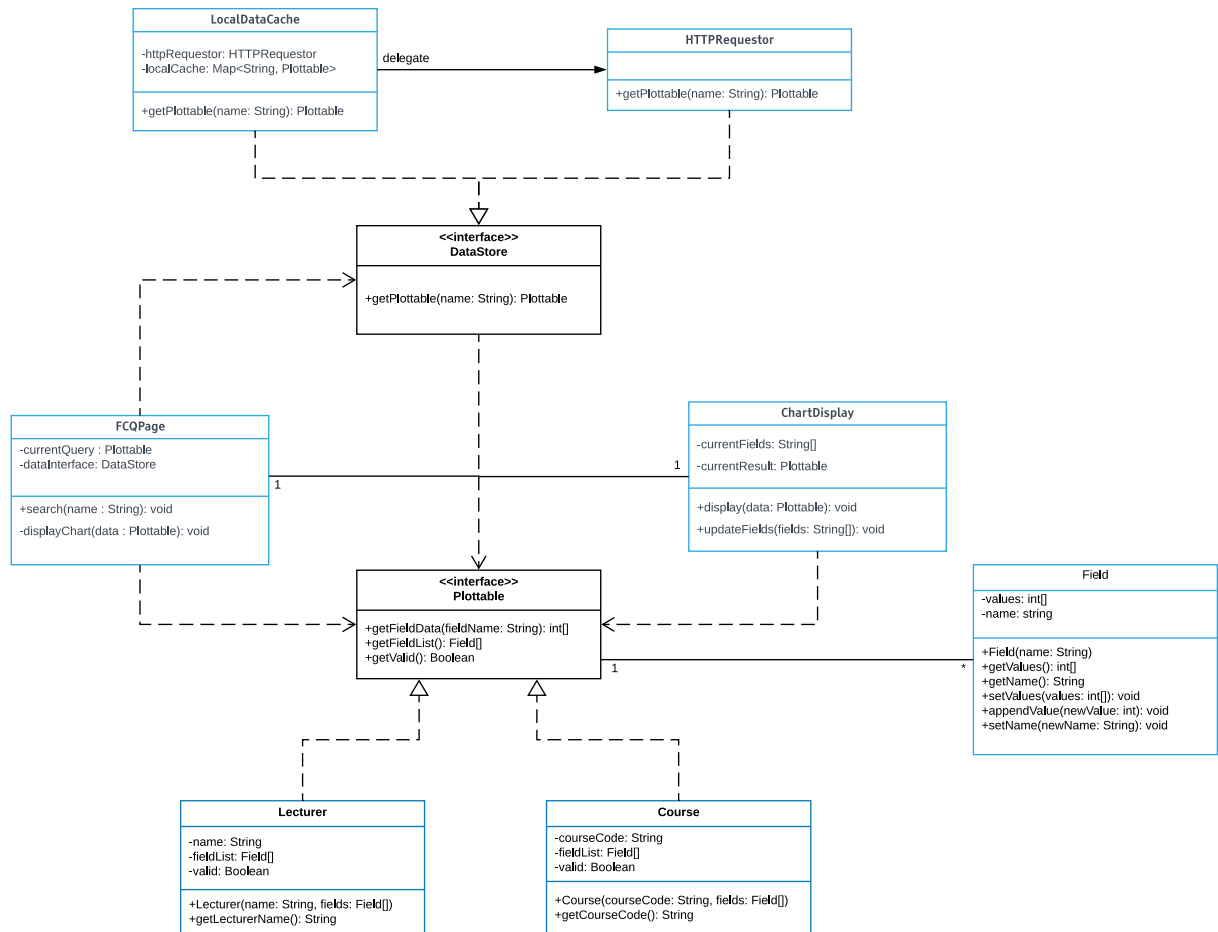 LocalDataCache
-httpRequestor: HTTPRequestor
-localCache: Map<String, Plottable>
+getPlottable(name: String): Plottable
delegate
HTTPRequestor
+getPlottable(name: String): Plottable
<<interface>>
DataStore
+getPlottable(name: String): Plottable
FCQPage
-currentQuery : Plottable
-dataInterface: DataStore
+search(name : String): void
-displayChart(data : Plottable): void
1
1
ChartDisplay
-currentFields: String[]
-currentResult: Plottable
+display(data: Plottable): void
+updateFields(fields: String[]): void
<<interface>>
Plottable
+getFieldData(fieldName: String): int[]
+getFieldList(): Field[]
+getValid(): Boolean
1
*
Field
-values: int[]
-name: string
+Field(name: String)
+getValues(): int[]
+getName(): String
+setValues(values: int[]): void
+appendValue(newValue: int): void
+setName(newName: String): void
Lecturer
-name: String
-fieldList: Field[]
-valid: Boolean
+Lecturer(name: String, fields: Field[])
+getLecturerName(): String
Course
-courseCode: String
-fieldList: Field[]
-valid: Boolean
+Course(courseCode: String, fields: Field[])
+getCourseCode(): String